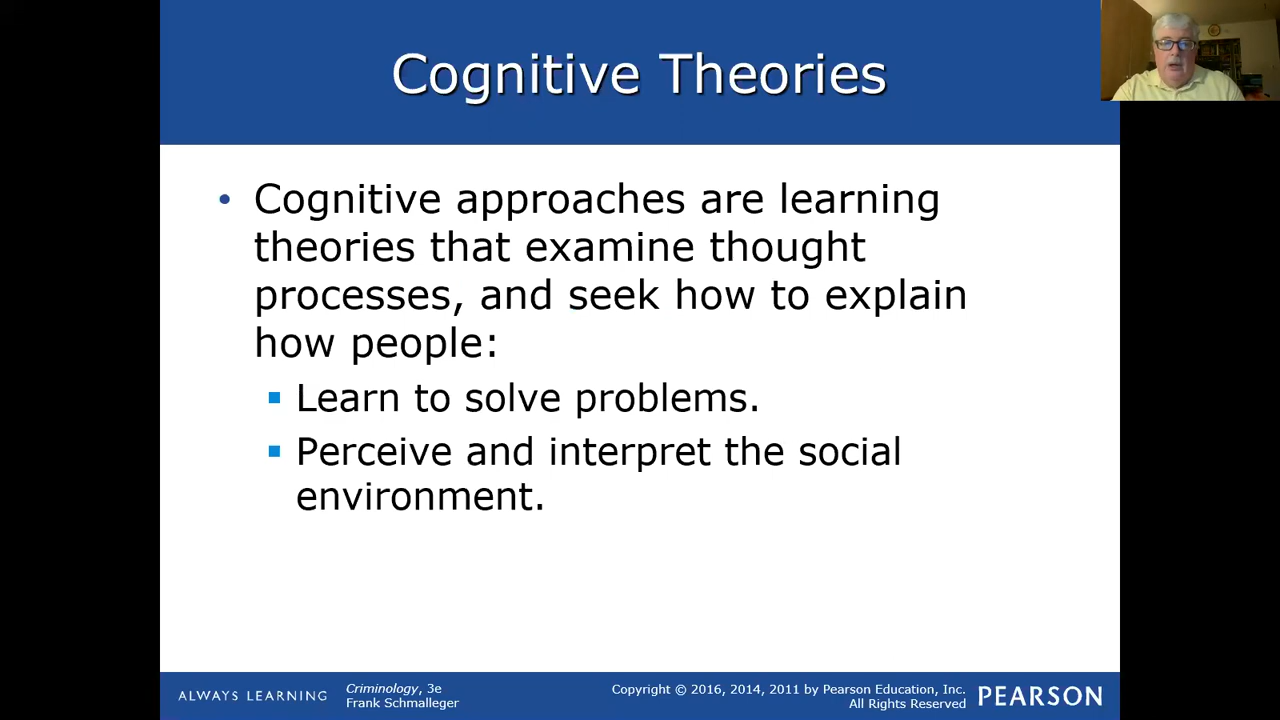 Cognitive Theories
• Cognitive approaches are learning
theories that examine thought
processes, and seek how to explain
how people:
▪ Learn to solve problems.
▪ Perceive and interpret the social
environment.
ALWAYS LEARNING
Criminology, 3e
Frank Schmalleger
Copyright © 2016, 2014, 2011 by Pearson Education, Inc.
All Rights Reserved
PEARSON